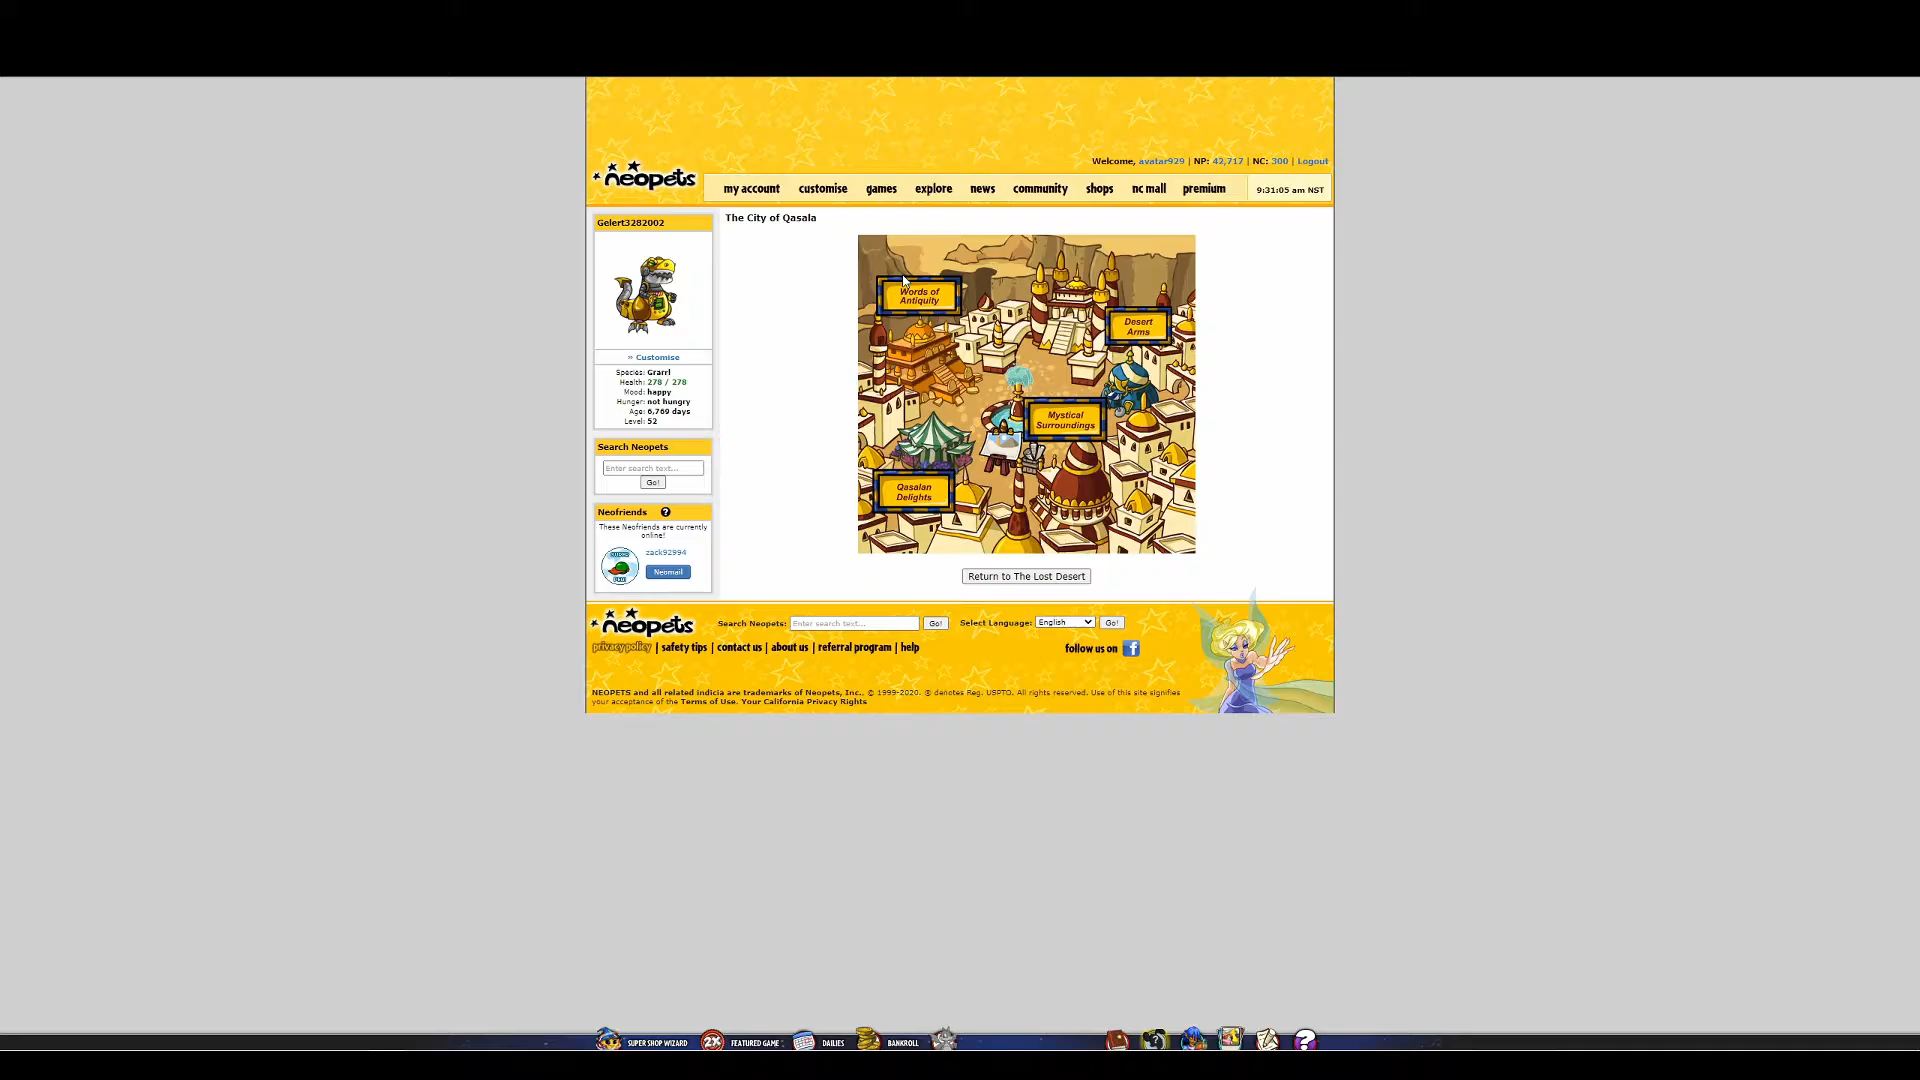 Welcome, avatar929 | NP: 42,717 | NC: 300 | Logout
neopets
my account customise games explore news community shops nc mall premium 9:31:05 am NST
Gelert3282002
» Customise
Species: Grarrl
Health: 278 / 278
Mood: happy
Hunger: not hungry
Age: 6,769 days
Level: 52
Search Neopets
Enter search text...
Go!
Neofriends ?
These Neofriends are currently
online!
zack92994
Neomail
The City of Qasala
Words of
Antiquity
Desert
Arms
Mystical
Surroundings
Qasalan
Delights
Return to The Lost Desert
neopets
Search Neopets: Enter search text... Go! Select Language: English Go!
privacy policy | safety tips | contact us | about us | referral program | help
follow us on f
NEOPETS and all related indicia are trademarks of Neopets, Inc., © 1999-2020. ® denotes Reg. USPTO. All rights reserved. Use of this site signifies
your acceptance of the Terms of Use. Your California Privacy Rights
SUPER SHOP WIZARD 2X FEATURED GAME DAILIES BANKROLL ?